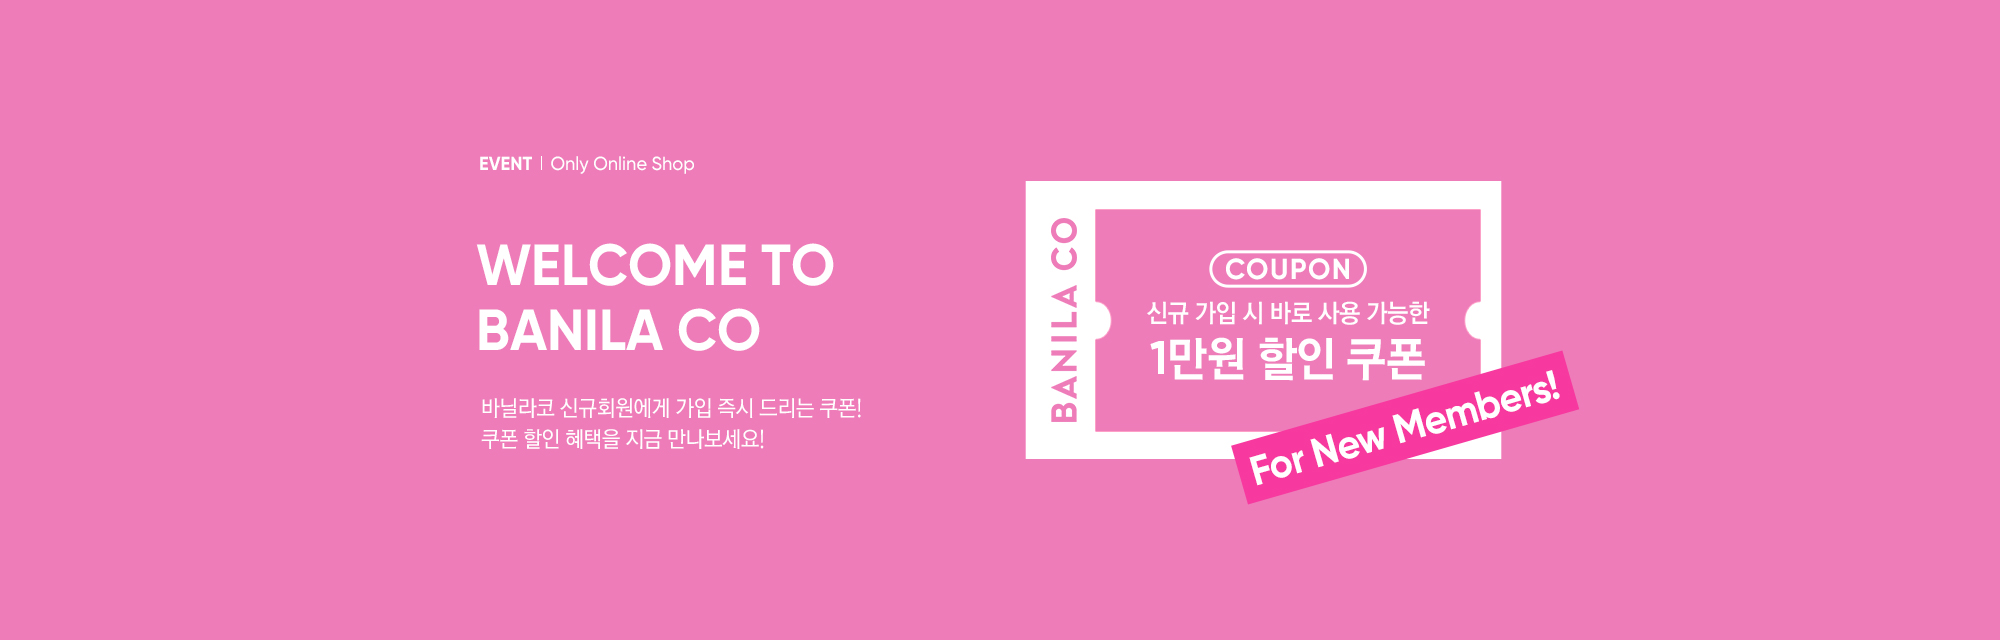 EVENT | Only Online Shop
WELCOME TO
BANILA CO
바닐라코 신규회원에게 가입 즉시 드리는 쿠폰!
쿠폰 할인 혜택을 지금 만나보세요!
BANILA CO
COUPON
신규 가입 시 바로 사용 가능한
1만원 할인 쿠폰
For New Members!